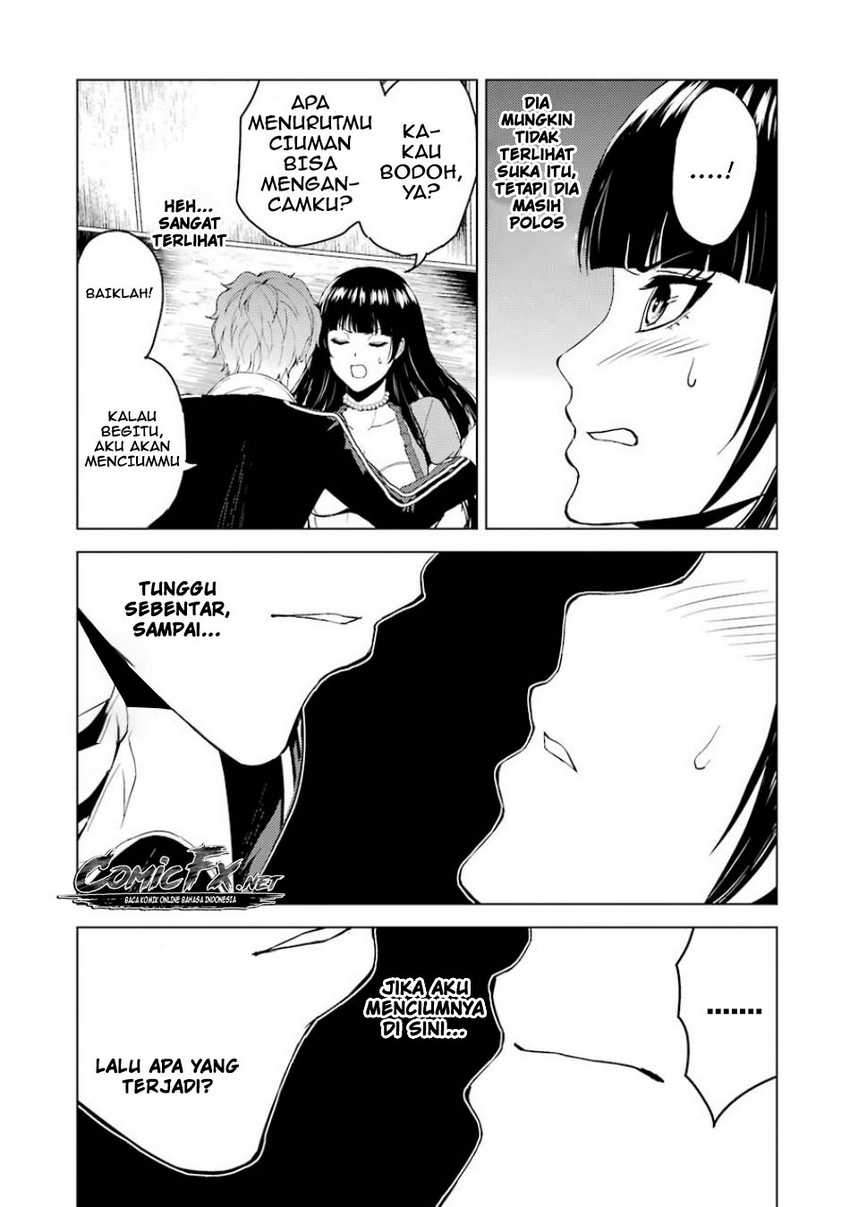 .....!
DIA
MUNGKIN
TIDAK
TERLIHAT
SUKA ITU,
TETAPI DIA
MASIH
POLOS
KA-
KAU
BODOH,
YA?
APA
MENURUTMU
CIUMAN
BISA
MENGAN-
CAMKU?
HEH...
SANGAT
TERLIHAT
BAIKLAH!
KALAU
BEGITU,
AKU AKAN
MENCIUMMU
TUNGGU
SEBENTAR,
SAMPAI...
COMICFX.NET
BACA KOMIK ONLINE BAHASA INDONESIA
.......
JIKA AKU
MENCIUMNYA
DI SINI...
LALU APA YANG
TERJADI?